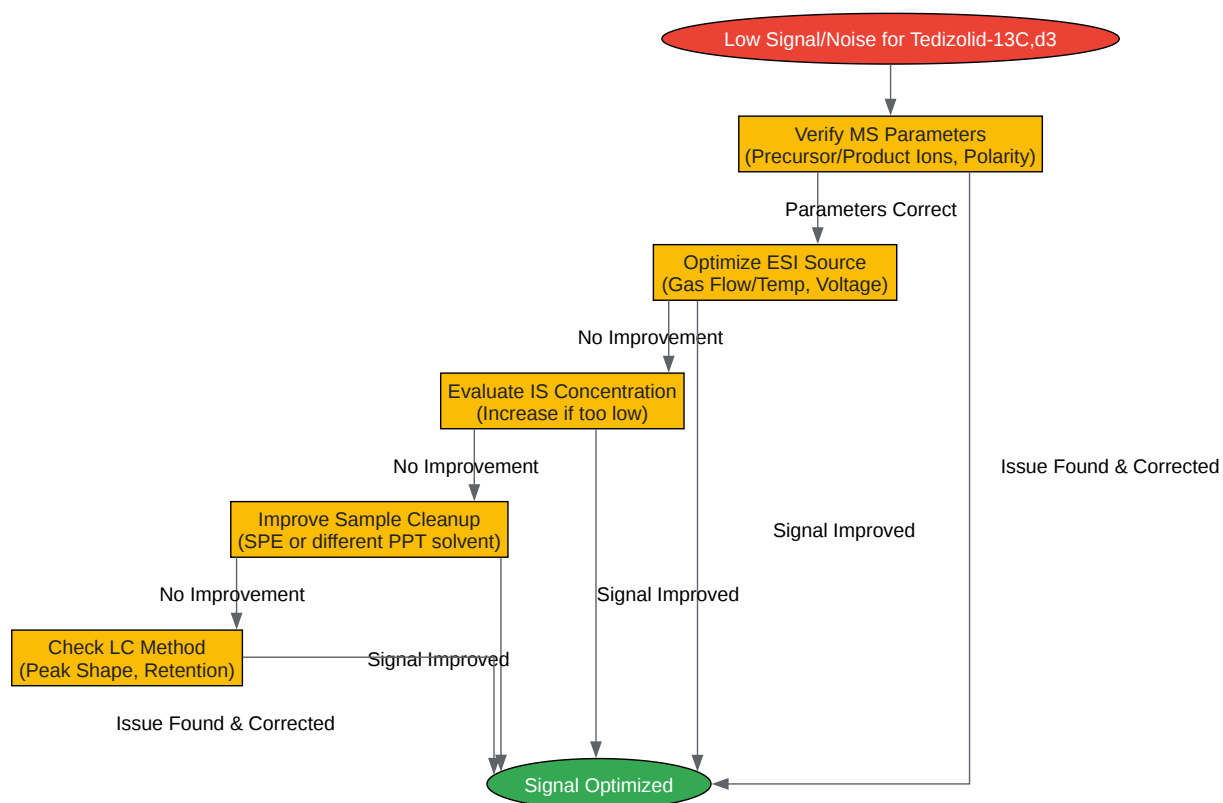 Low Signal/Noise for Tedizolid-13C,d3
Verify MS Parameters
(Precursor/Product Ions, Polarity)
Parameters Correct
Optimize ESI Source
(Gas Flow/Temp, Voltage)
No Improvement
Evaluate IS Concentration
(Increase if too low)
No Improvement
Issue Found & Corrected
Improve Sample Cleanup
(SPE or different PPT solvent)
Signal Improved
No Improvement
Signal Improved
Check LC Method
(Peak Shape, Retention)
Signal Improved
Issue Found & Corrected
Signal Optimized